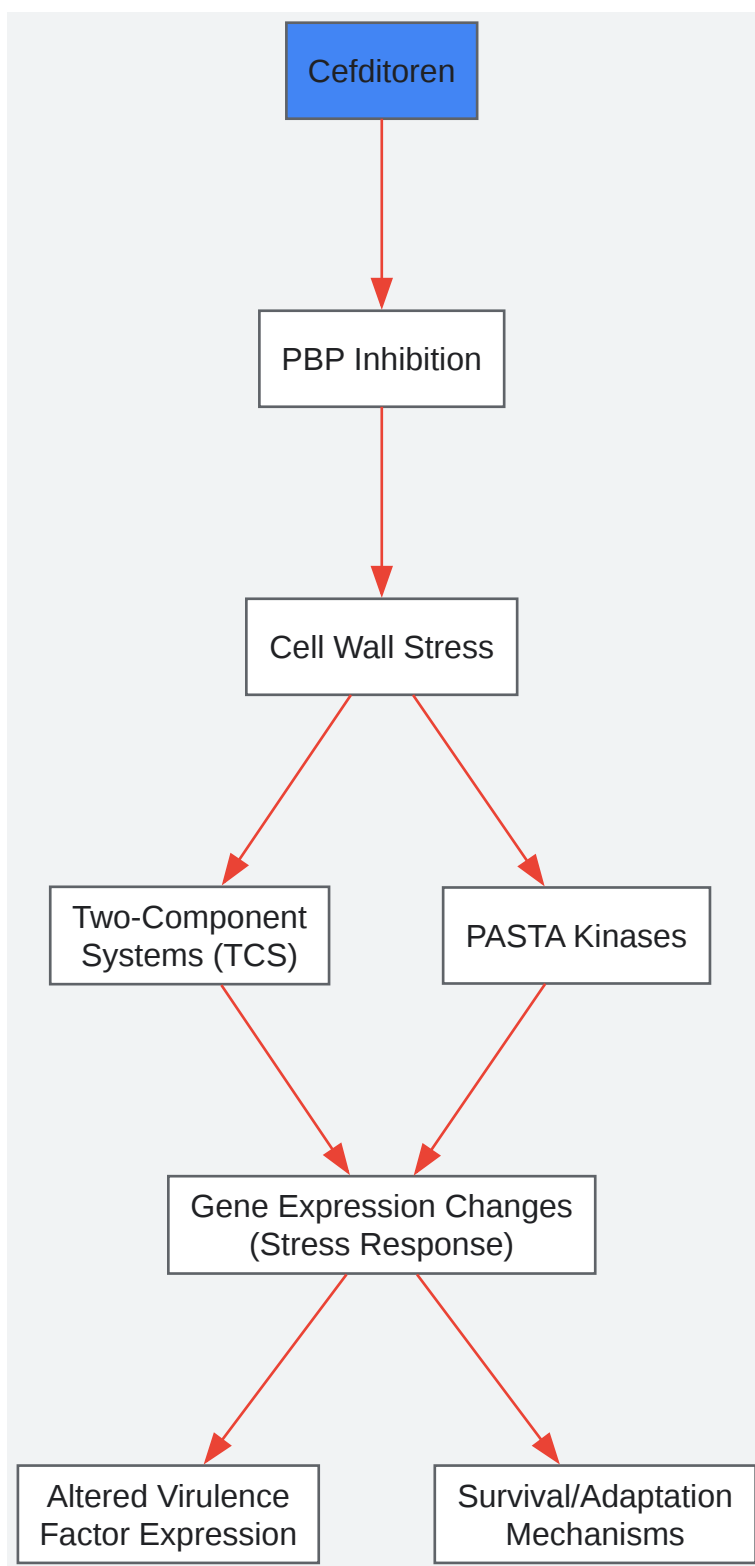 Cefditoren
PBP Inhibition
Cell Wall Stress
Two-Component
Systems (TCS)
PASTA Kinases
Gene Expression Changes
(Stress Response)
Altered Virulence
Factor Expression
Survival/Adaptation
Mechanisms